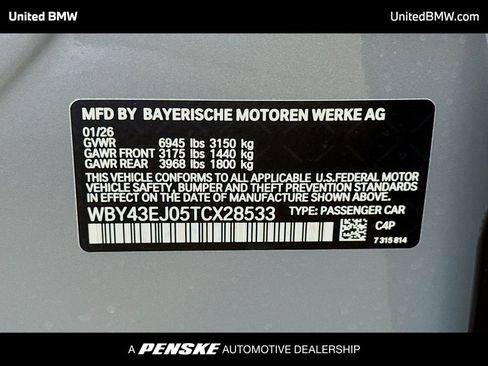 United BMW UnitedBMW.com
MFD BY BAYERISCHE MOTOREN WERKE AG
01/26
GVWR 6945 lbs 3150 kg
GAWR FRONT 3175 lbs 1440 kg
GAWR REAR 3968 lbs 1800 kg
THIS VEHICLE CONFORMS TO ALL APPLICABLE U.S.FEDERAL MOTOR
VEHICLE SAFETY, BUMPER AND THEFT PREVENTION STANDARDS
IN EFFECT ON THE DATE OF MANUFACTURE SHOWN ABOVE.
WBY43EJ05TCX28533 TYPE: PASSENGER CAR
C4P
7 315 814
A PENSKE AUTOMOTIVE DEALERSHIP